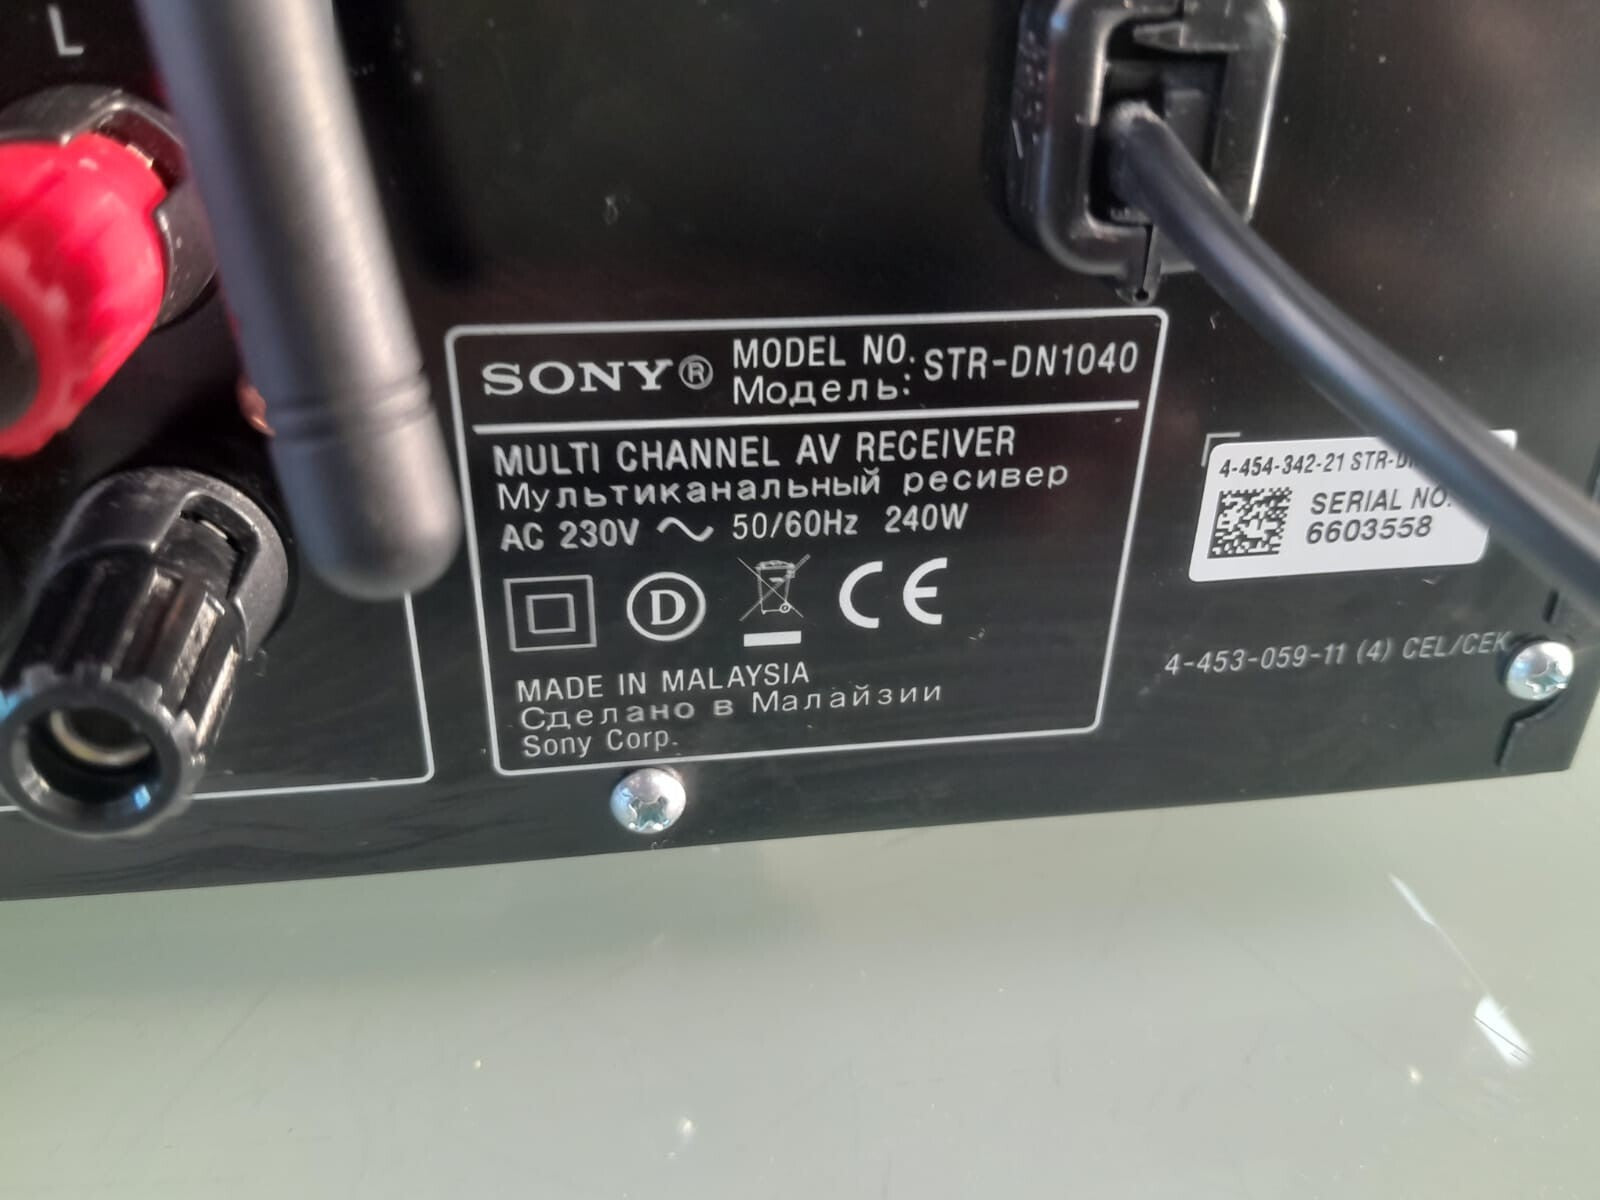 L
SONY® MODEL NO. STR-DN1040
Модель:
MULTI CHANNEL AV RECEIVER
Мультиканальный ресивер
AC 230V ~ 50/60Hz 240W
D
CE
MADE IN MALAYSIA
Сделано в Малайзии
Sony Corp.
4-454-342-21
SERIAL NO.
6603558
4-453-059-11 (4) CEL/CEK